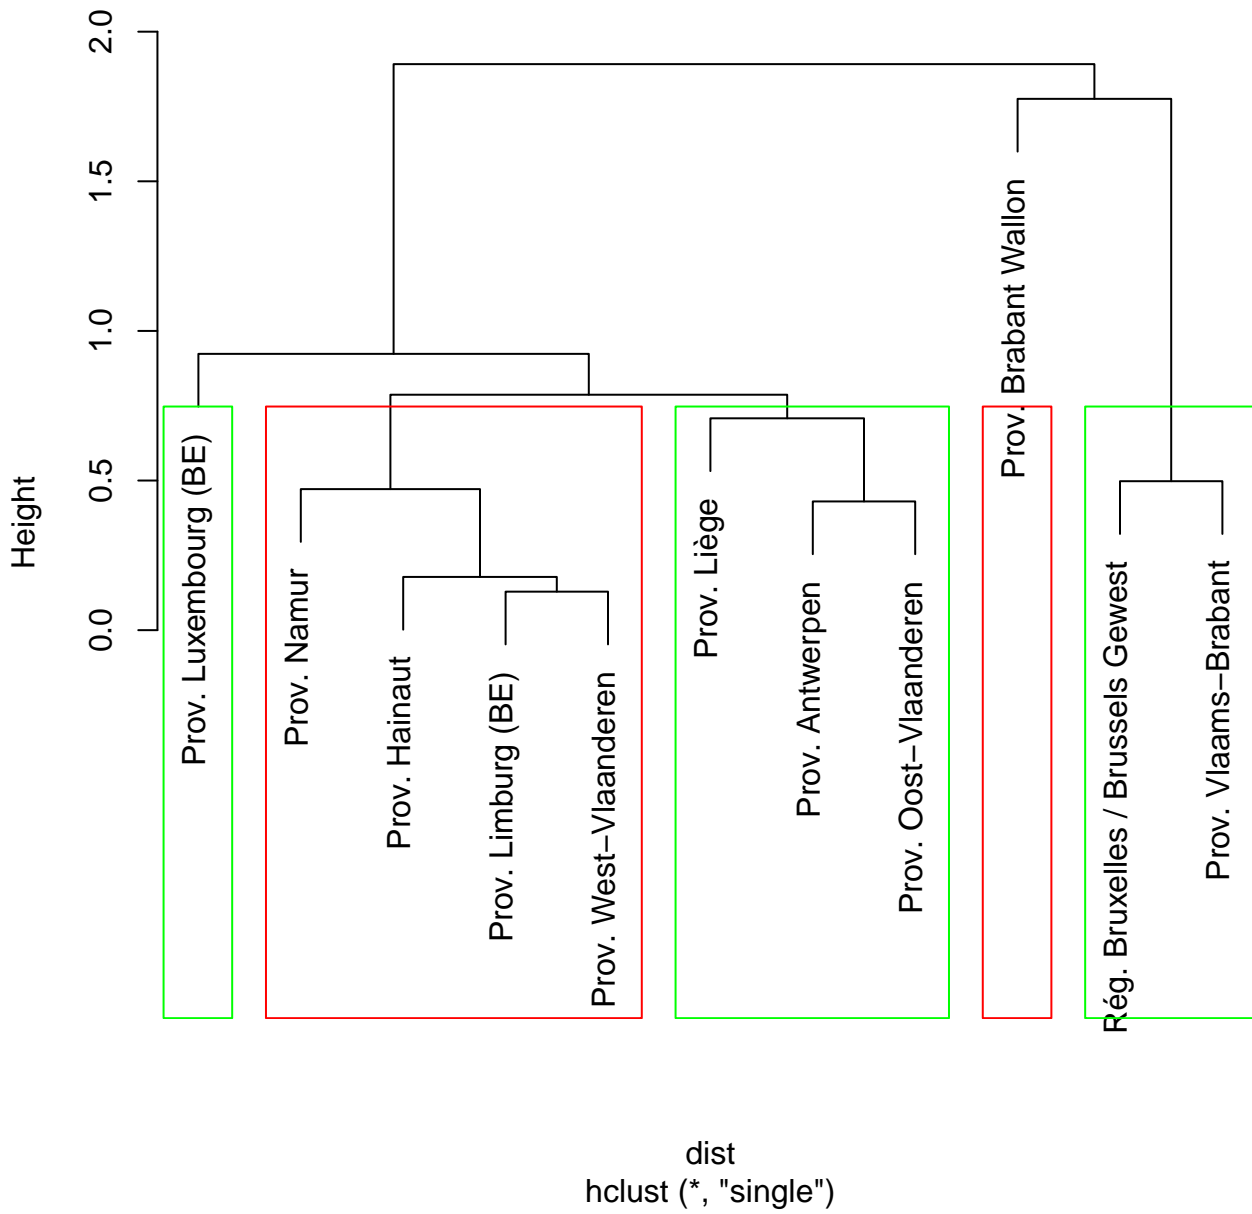 Height
2.0
1.5
1.0
0.5
0.0
Prov. Luxembourg (BE)
Prov. Namur
Prov. Hainaut
Prov. Limburg (BE)
Prov. West−Vlaanderen
Prov. Liège
Prov. Antwerpen
Prov. Oost−Vlaanderen
Prov. Brabant Wallon
Rég. Bruxelles / Brussels Gewest
Prov. Vlaams−Brabant
dist
hclust (*, "single")